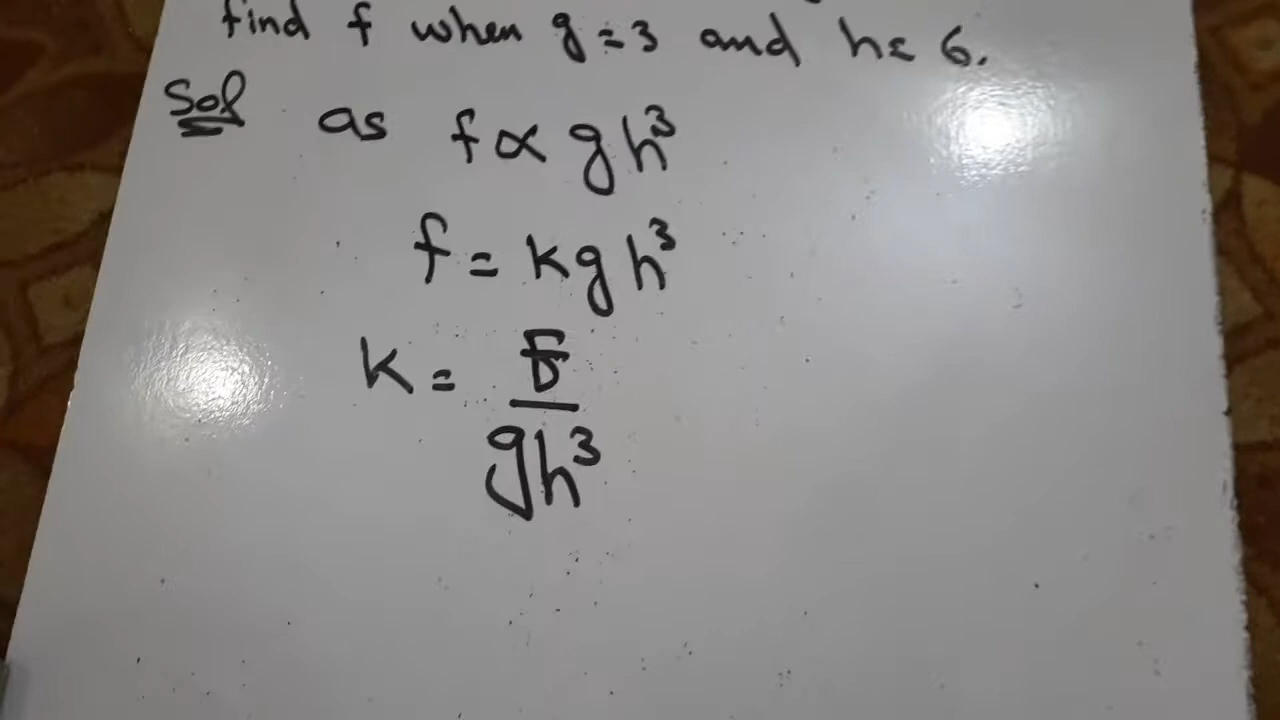 find f when g=3 and h= 6.
Sol as f ∝ gh³
f = kgh³
k = F
gh³